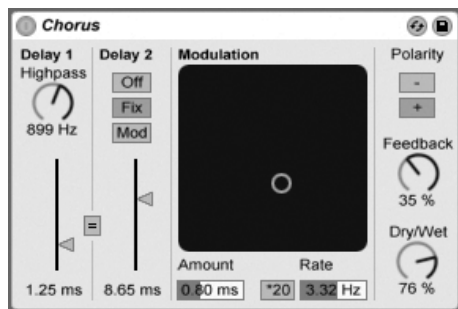 Chorus
Delay 1
Highpass
899 Hz
=
1.25 ms
Delay 2
Off
Fix
Mod
8.65 ms
Modulation
Amount
0.80 ms
*20
Rate
3.32 Hz
Polarity
-
+
Feedback
35 %
Dry/Wet
76 %